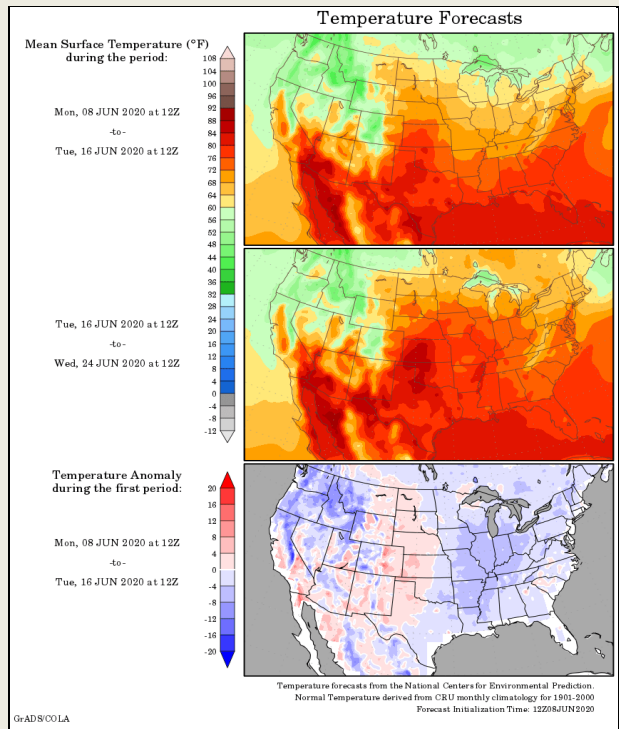 Temperature Forecasts
Mean Surface Temperature (°F)
during the period:
Mon, 08 JUN 2020 at 12Z
-to-
Tue, 16 JUN 2020 at 12Z
108
104
100
96
92
88
84
80
76
72
68
64
60
56
52
48
44
40
36
32
28
24
20
16
12
8
4
0
-4
-8
-12
Tue, 16 JUN 2020 at 12Z
-to-
Wed, 24 JUN 2020 at 12Z
Temperature Anomaly
during the first period:
Mon, 08 JUN 2020 at 12Z
-to-
Tue, 16 JUN 2020 at 12Z
20
16
12
8
4
0
-4
-8
-12
-16
-20
Temperature forecasts from the National Centers for Environmental Prediction.
Normal Temperature derived from CRU monthly climatology for 1901-2000
Forecast Initialization Time: 12Z08JUN2020
GrADS/COLA